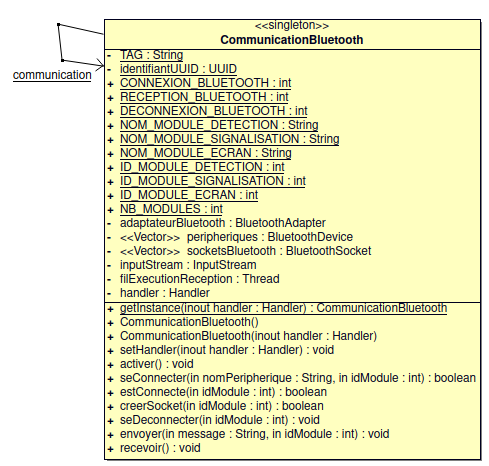 <<singleton>>
CommunicationBluetooth
communication
- TAG : String
- identifiantUUID : UUID
+ CONNEXION_BLUETOOTH : int
+ RECEPTION_BLUETOOTH : int
+ DECONNEXION_BLUETOOTH : int
+ NOM_MODULE_DETECTION : String
+ NOM_MODULE_SIGNALISATION : String
+ NOM_MODULE_ECRAN : String
+ ID_MODULE_DETECTION : int
+ ID_MODULE_SIGNALISATION : int
+ ID_MODULE_ECRAN : int
+ NB_MODULES : int
- adaptateurBluetooth : BluetoothAdapter
- <<Vector>> peripheriques : BluetoothDevice
- <<Vector>> socketsBluetooth : BluetoothSocket
- inputStream : InputStream
- filExecutionReception : Thread
- handler : Handler
+ getInstance(inout handler : Handler) : CommunicationBluetooth
+ CommunicationBluetooth()
+ CommunicationBluetooth(inout handler : Handler)
+ setHandler(inout handler : Handler) : void
+ activer() : void
+ seConnecter(in nomPeripherique : String, in idModule : int) : boolean
+ estConnecte(in idModule : int) : boolean
+ creerSocket(in idModule : int) : boolean
+ seDeconnecter(in idModule : int) : void
+ envoyer(in message : String, in idModule : int) : void
+ recevoir() : void